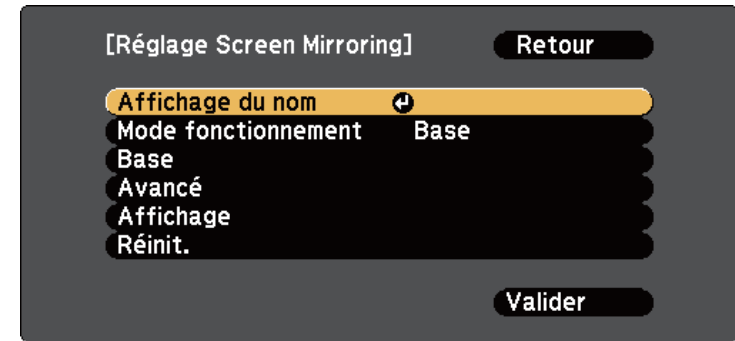 [Réglage Screen Mirroring] Retour
Affichage du nom
Mode fonctionnement Base
Base
Avancé
Affichage
Réinit.
Valider